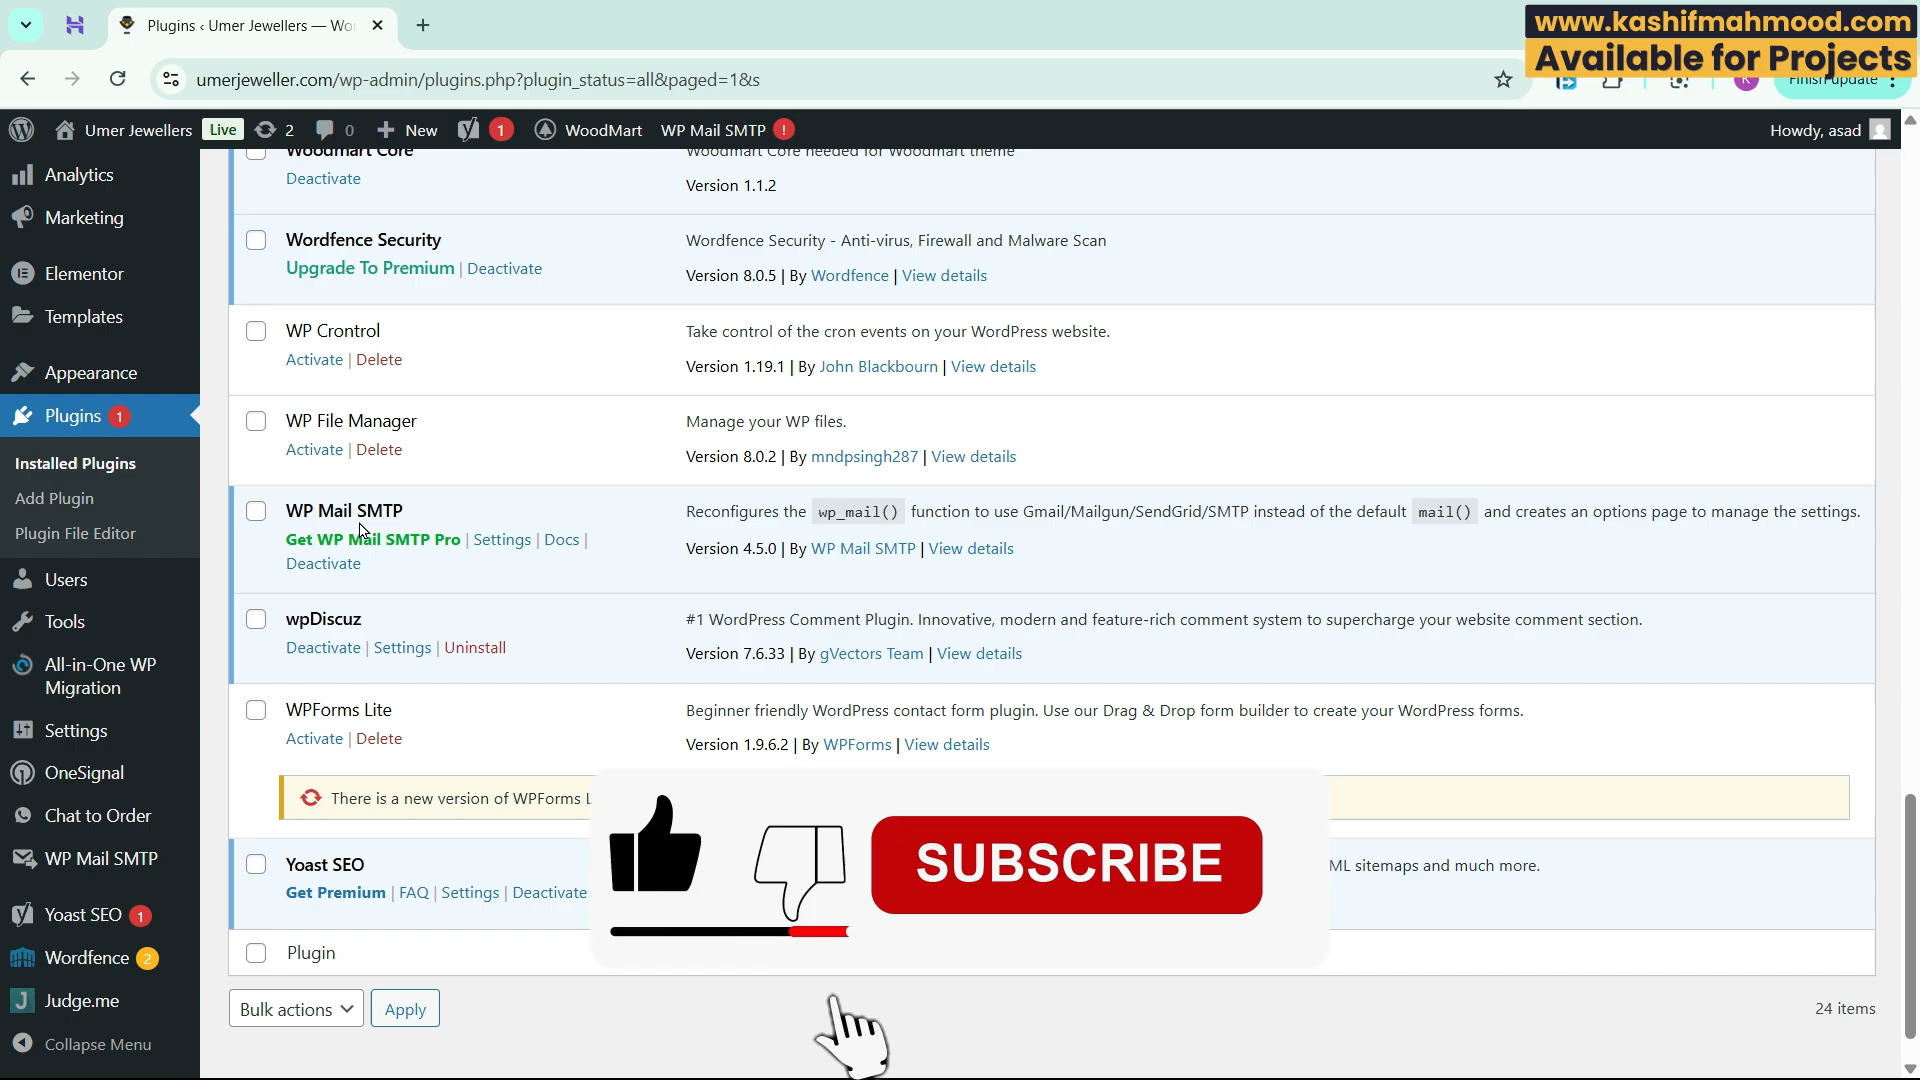 Plugins ‹ Umer Jewellers — Wo
www.kashifmahmood.com
Available for Projects
umerjeweller.com/wp-admin/plugins.php?plugin_status=all&paged=1&s
Finish update
Umer Jewellers Live 2 0 New 1 WoodMart WP Mail SMTP ! Howdy, asad
Analytics
Marketing
Elementor
Templates
Appearance
Plugins 1
Installed Plugins
Add Plugin
Plugin File Editor
Users
Tools
All-in-One WP
Migration
Settings
OneSignal
Chat to Order
WP Mail SMTP
Yoast SEO 1
Wordfence 2
Judge.me
Collapse Menu
Woodmart Core Woodmart Core needed for Woodmart theme
Deactivate
Version 1.1.2
Wordfence Security Wordfence Security - Anti-virus, Firewall and Malware Scan
Upgrade To Premium | Deactivate
Version 8.0.5 | By Wordfence | View details
WP Crontrol Take control of the cron events on your WordPress website.
Activate | Delete
Version 1.19.1 | By John Blackbourn | View details
WP File Manager Manage your WP files.
Activate | Delete
Version 8.0.2 | By mndpsingh287 | View details
WP Mail SMTP Reconfigures the wp_mail() function to use Gmail/Mailgun/SendGrid/SMTP instead of the default mail() and creates an options page to manage the settings.
Get WP Mail SMTP Pro | Settings | Docs |
Version 4.5.0 | By WP Mail SMTP | View details
Deactivate
wpDiscuz #1 WordPress Comment Plugin. Innovative, modern and feature-rich comment system to supercharge your website comment section.
Deactivate | Settings | Uninstall
Version 7.6.33 | By gVectors Team | View details
WPForms Lite Beginner friendly WordPress contact form plugin. Use our Drag & Drop form builder to create your WordPress forms.
Activate | Delete
Version 1.9.6.2 | By WPForms | View details
There is a new version of WPForms L
Yoast SEO ML sitemaps and much more.
Get Premium | FAQ | Settings | Deactivate
SUBSCRIBE
Plugin
Bulk actions Apply 24 items